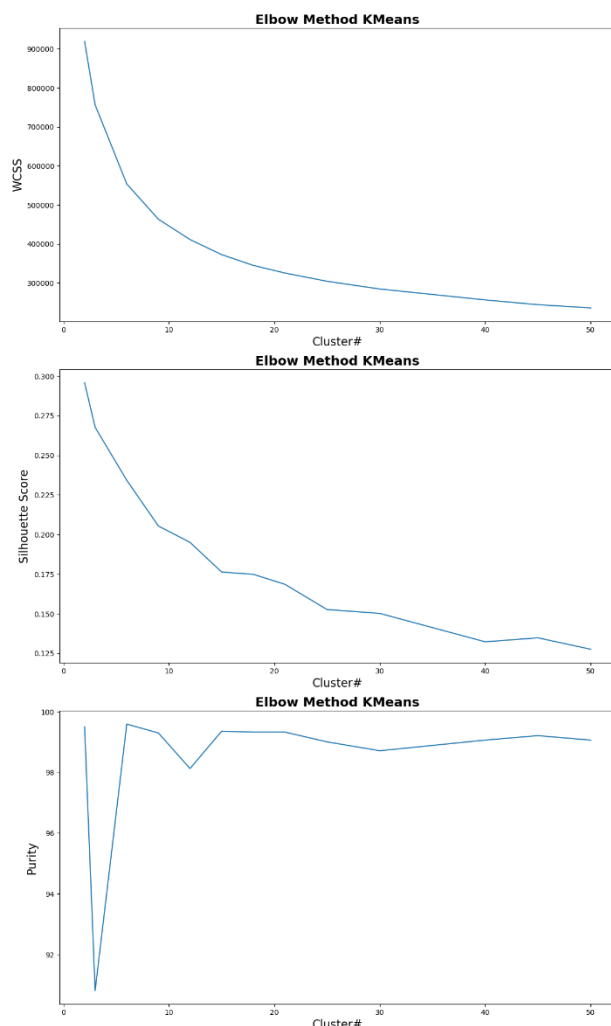 Elbow Method KMeans
900000
800000
700000
600000
500000
400000
300000
WCSS
0 10 20 30 40 50
Cluster#
Elbow Method KMeans
0.300
0.275
0.250
0.225
0.200
0.175
0.150
0.125
Silhouette Score
0 10 20 30 40 50
Cluster#
Elbow Method KMeans
100
98
96
94
92
Purity
0 10 20 30 40 50
Cluster#